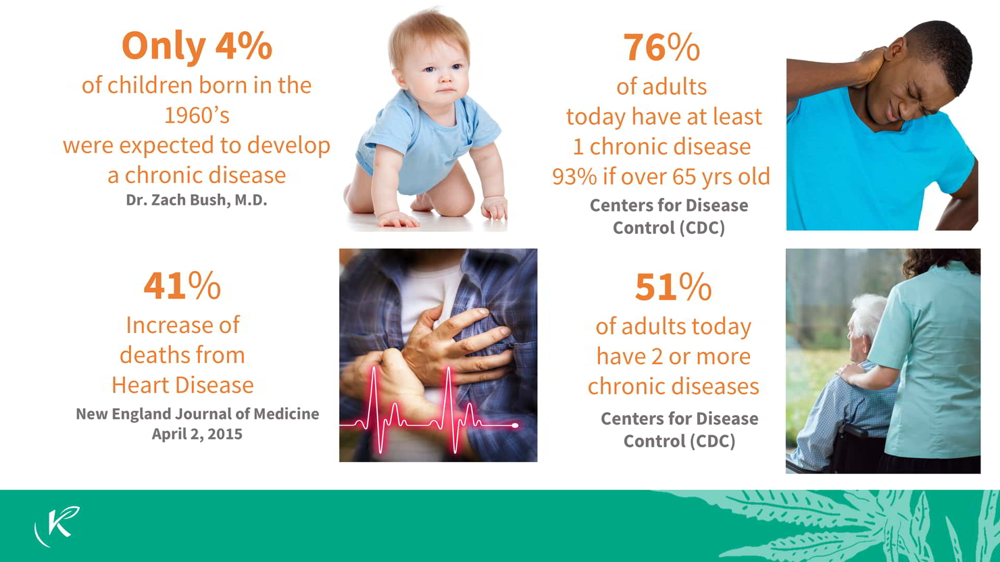 Only 4%
of children born in the
1960’s
were expected to develop
a chronic disease
Dr. Zach Bush, M.D.
76%
of adults
today have at least
1 chronic disease
93% if over 65 yrs old
Centers for Disease
Control (CDC)
41%
Increase of
deaths from
Heart Disease
New England Journal of Medicine
April 2, 2015
51%
of adults today
have 2 or more
chronic diseases
Centers for Disease
Control (CDC)
K